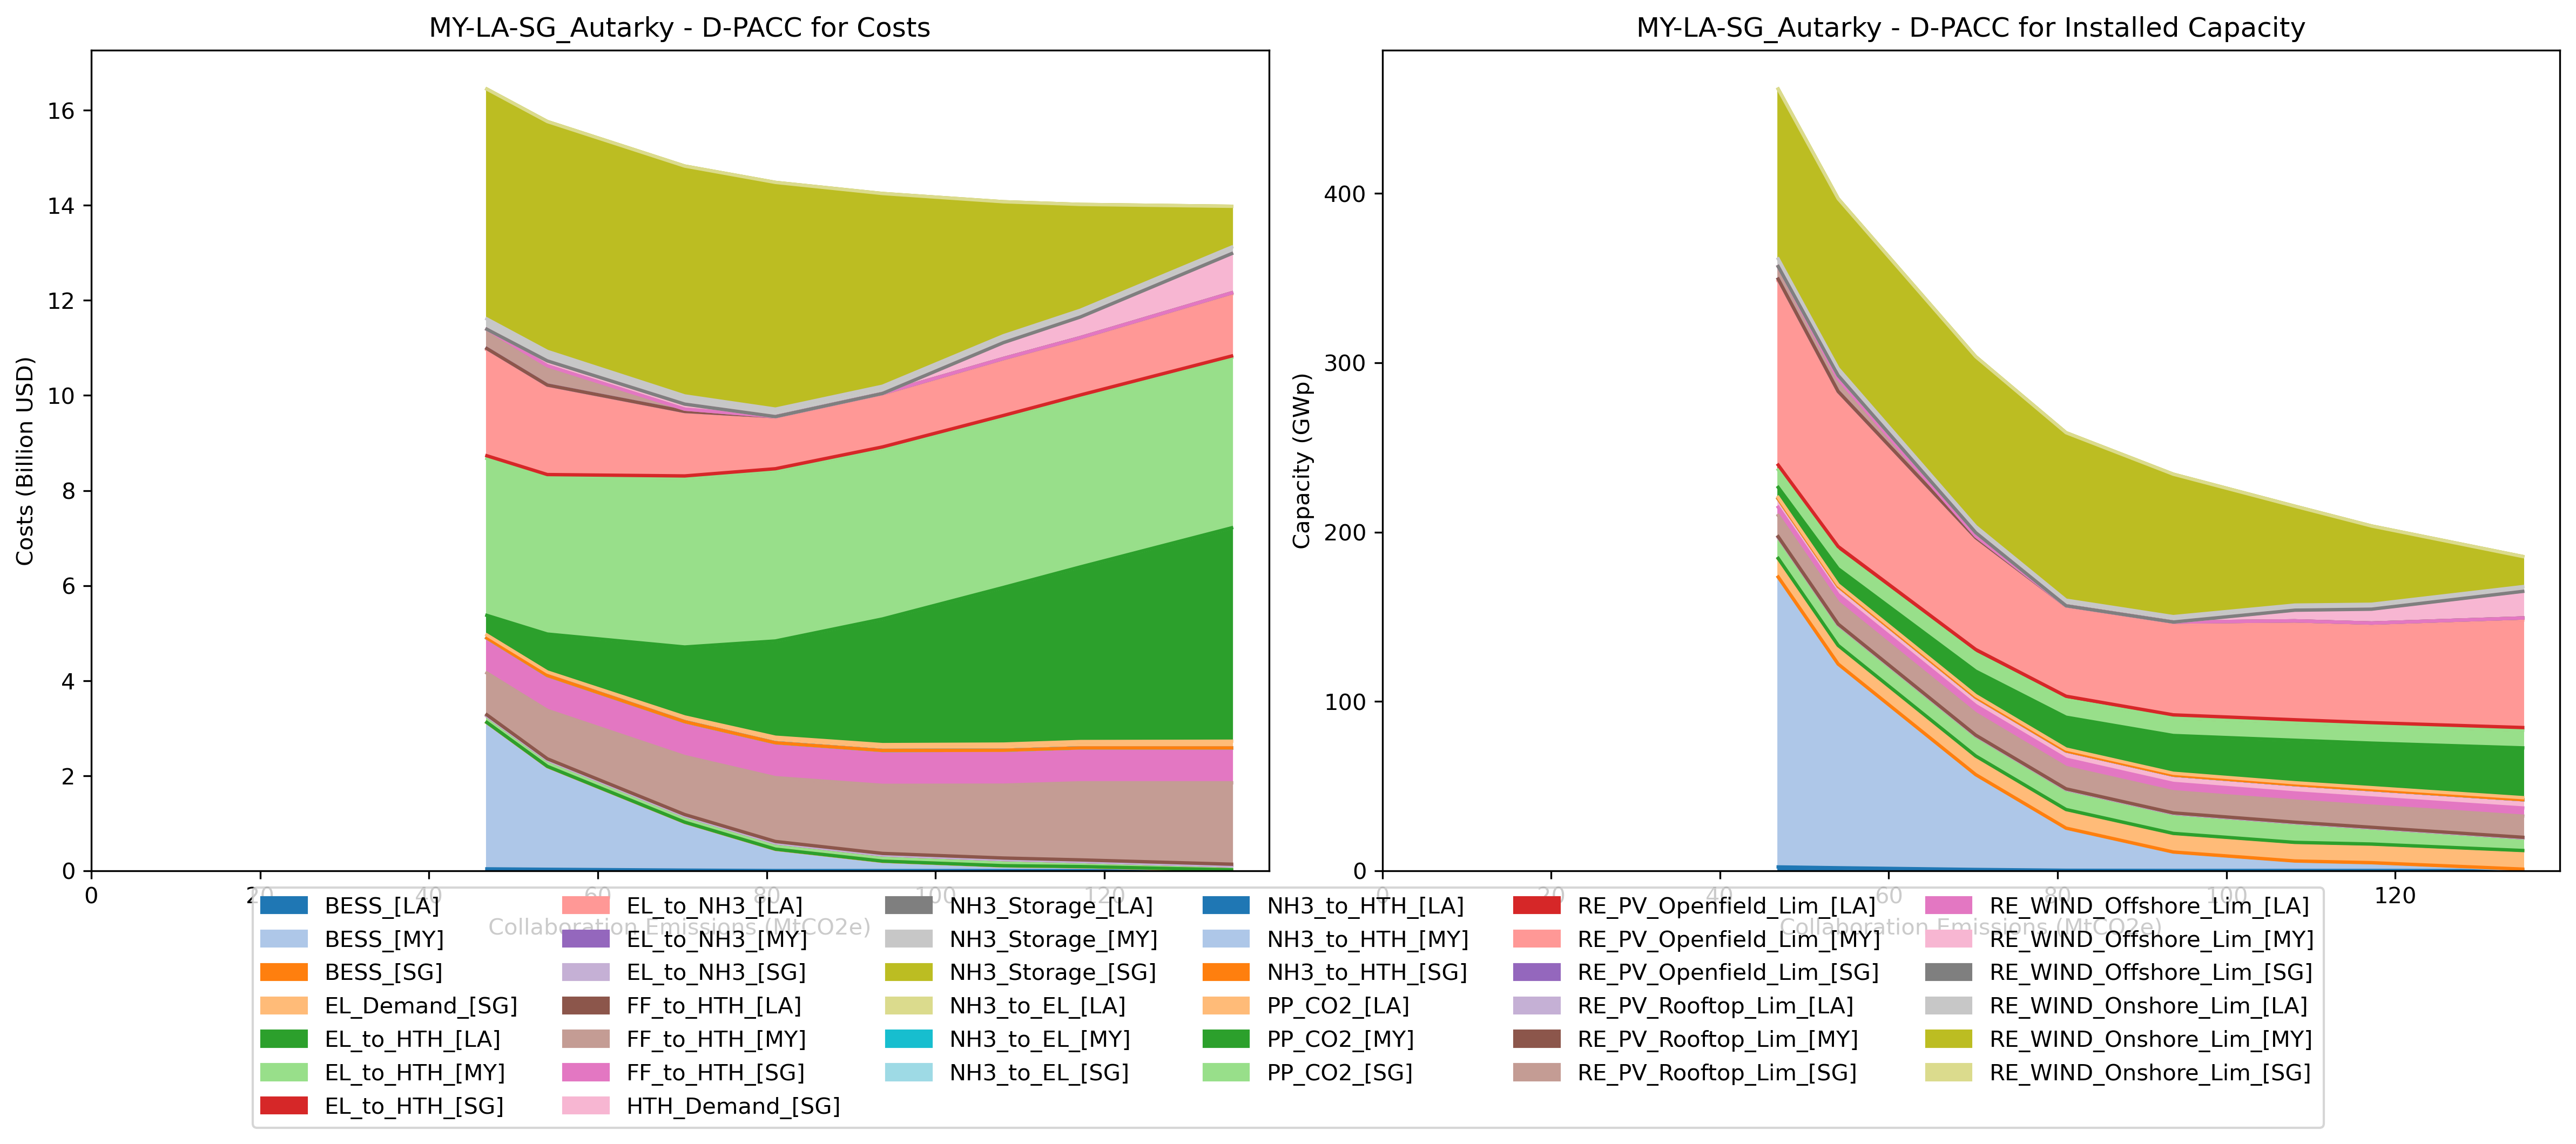 MY-LA-SG_Autarky - D-PACC for Costs
Costs (Billion USD)
16
14
12
10
8
6
4
2
0
0 20 40 60 80 100 120
Collaboration Emissions (MtCO2e)
MY-LA-SG_Autarky - D-PACC for Installed Capacity
Capacity (GWp)
400
300
200
100
0
0 20 40 60 80 100 120
Collaboration Emissions (MtCO2e)
BESS_[LA]
BESS_[MY]
BESS_[SG]
EL_Demand_[SG]
EL_to_HTH_[LA]
EL_to_HTH_[MY]
EL_to_HTH_[SG]
EL_to_NH3_[LA]
EL_to_NH3_[MY]
EL_to_NH3_[SG]
FF_to_HTH_[LA]
FF_to_HTH_[MY]
FF_to_HTH_[SG]
HTH_Demand_[SG]
NH3_Storage_[LA]
NH3_Storage_[MY]
NH3_Storage_[SG]
NH3_to_EL_[LA]
NH3_to_EL_[MY]
NH3_to_EL_[SG]
NH3_to_HTH_[LA]
NH3_to_HTH_[MY]
NH3_to_HTH_[SG]
PP_CO2_[LA]
PP_CO2_[MY]
PP_CO2_[SG]
RE_PV_Openfield_Lim_[LA]
RE_PV_Openfield_Lim_[MY]
RE_PV_Openfield_Lim_[SG]
RE_PV_Rooftop_Lim_[LA]
RE_PV_Rooftop_Lim_[MY]
RE_PV_Rooftop_Lim_[SG]
RE_WIND_Offshore_Lim_[LA]
RE_WIND_Offshore_Lim_[MY]
RE_WIND_Offshore_Lim_[SG]
RE_WIND_Onshore_Lim_[LA]
RE_WIND_Onshore_Lim_[MY]
RE_WIND_Onshore_Lim_[SG]